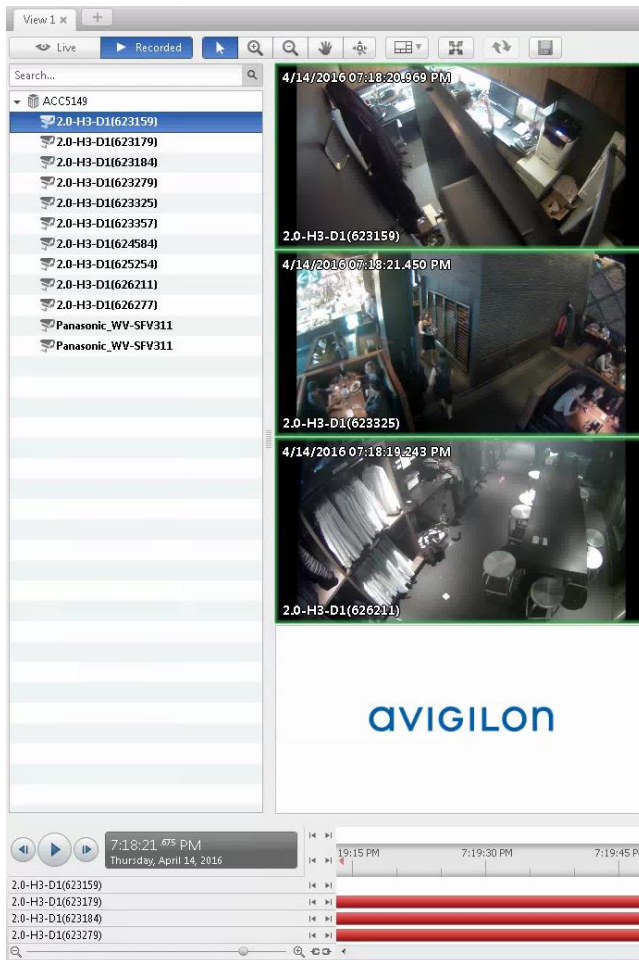 View 1 x +
Live
Recorded
Search...
ACC5149
2.0-H3-D1(623159)
2.0-H3-D1(623179)
2.0-H3-D1(623184)
2.0-H3-D1(623279)
2.0-H3-D1(623325)
2.0-H3-D1(623357)
2.0-H3-D1(624584)
2.0-H3-D1(625254)
2.0-H3-D1(626211)
2.0-H3-D1(626277)
Panasonic_WV-SFV311
Panasonic_WV-SFV311
4/14/2016 07:18:20.969 PM
2.0-H3-D1(623159)
4/14/2016 07:18:21.450 PM
2.0-H3-D1(623325)
4/14/2016 07:18:19.243 PM
2.0-H3-D1(626211)
aVIGILOn
7:18:21.675 PM
Thursday, April 14, 2016
19:15 PM 7:19:30 PM 7:19:45 P
2.0-H3-D1(623159)
2.0-H3-D1(623179)
2.0-H3-D1(623184)
2.0-H3-D1(623279)